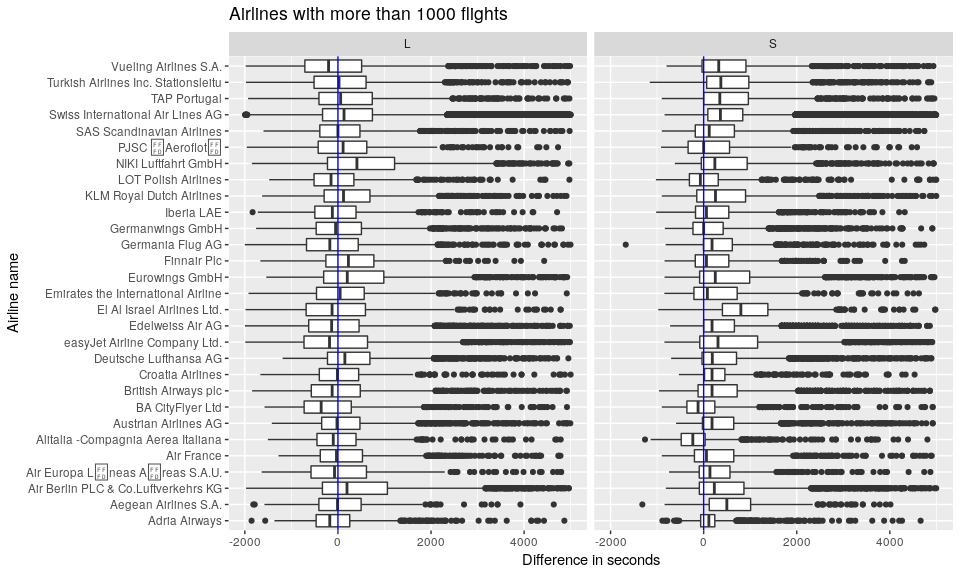 Airlines with more than 1000 flights
L
S
Airline name
Vueling Airlines S.A.
Turkish Airlines Inc. Stationsleitu
TAP Portugal
Swiss International Air Lines AG
SAS Scandinavian Airlines
PJSC �Aeroflot�
NIKI Luftfahrt GmbH
LOT Polish Airlines
KLM Royal Dutch Airlines
Iberia LAE
Germanwings GmbH
Germania Flug AG
Finnair Plc
Eurowings GmbH
Emirates the International Airline
El Al Israel Airlines Ltd.
Edelweiss Air AG
easyJet Airline Company Ltd.
Deutsche Lufthansa AG
Croatia Airlines
British Airways plc
BA CityFlyer Ltd
Austrian Airlines AG
Alitalia -Compagnia Aerea Italiana
Air France
Air Europa L�neas A�reas S.A.U.
Air Berlin PLC & Co.Luftverkehrs KG
Aegean Airlines S.A.
Adria Airways
-2000 0 2000 4000 -2000 0 2000 4000
Difference in seconds